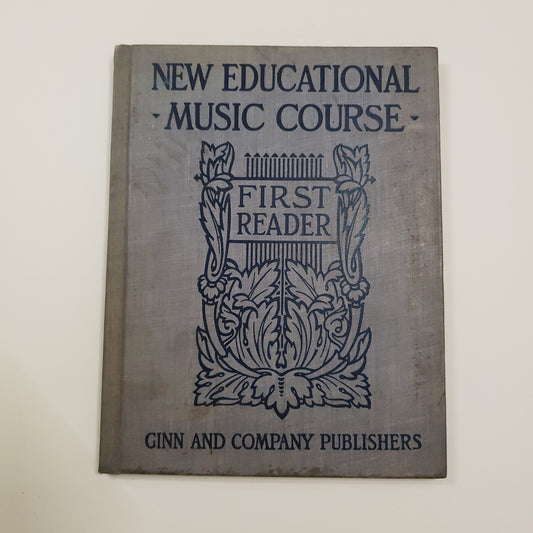 NEW EDUCATIONAL
· MUSIC COURSE ·
FIRST
READER
GINN AND COMPANY PUBLISHERS